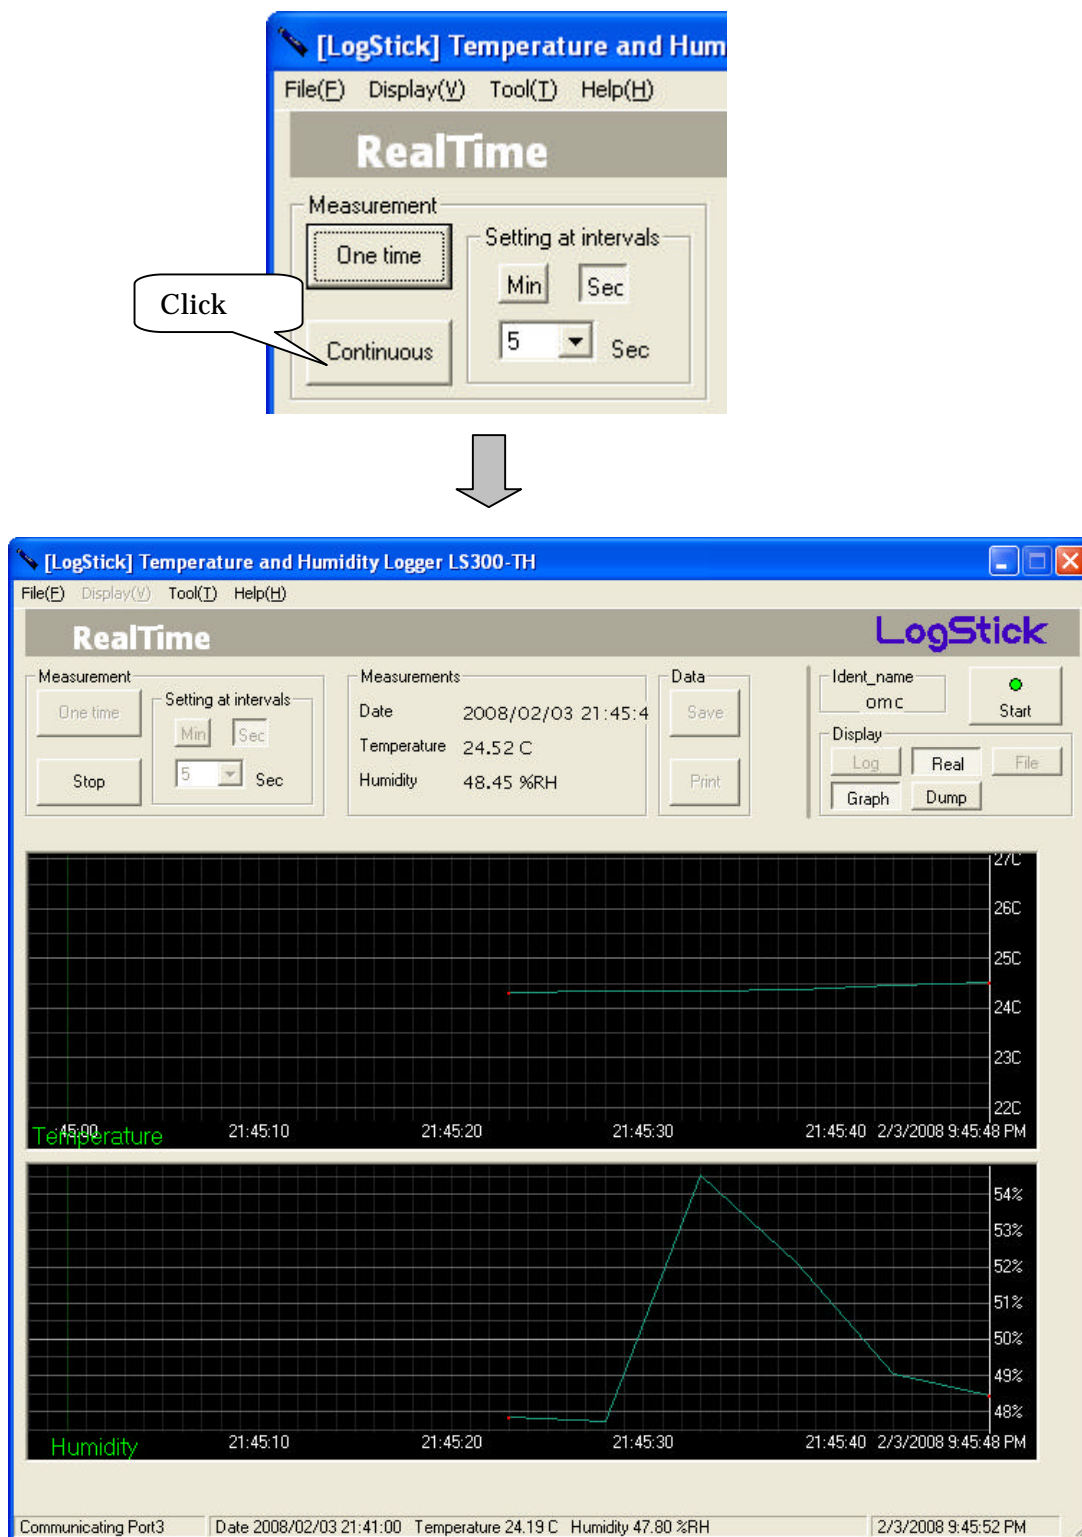 [LogStick] Temperature and Hum
File(F) Display(V) Tool(T) Help(H)
RealTime
Measurement
One time
Setting at intervals
Min Sec
Click
Continuous
5 Sec
[LogStick] Temperature and Humidity Logger LS300-TH
File(F) Display(V) Tool(T) Help(H)
RealTime
LogStick
Measurement
One time
Setting at intervals
Min Sec
Stop
5 Sec
Measurements
Date 2008/02/03 21:45:4
Temperature 24.52 C
Humidity 48.45 %RH
Data
Save
Print
Ident_name
omc
Start
Display
Log Real File
Graph Dump
27C
26C
25C
24C
23C
22C
:45:00 21:45:10 21:45:20 21:45:30 21:45:40 2/3/2008 9:45:48 PM
Temperature
54%
53%
52%
51%
50%
49%
48%
21:45:10 21:45:20 21:45:30 21:45:40 2/3/2008 9:45:48 PM
Humidity
Communicating Port3 Date 2008/02/03 21:41:00 Temperature 24.19 C Humidity 47.80 %RH 2/3/2008 9:45:52 PM